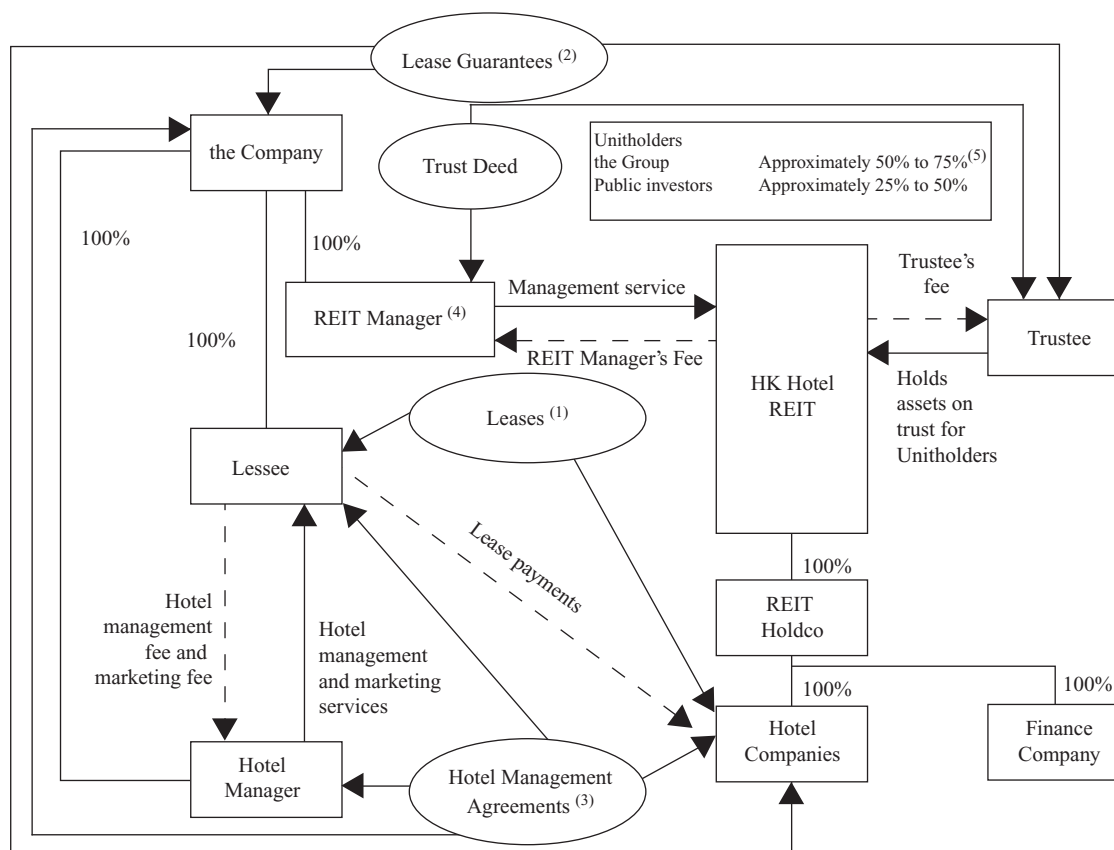 Lease Guarantees (2)
the Company
Trust Deed
Unitholders
the Group Approximately 50% to 75%(5)
Public investors Approximately 25% to 50%
100%
100%
Trustee's
fee
Management service
REIT Manager (4)
100%
REIT Manager's Fee
HK Hotel
REIT
Trustee
Holds
assets on
trust for
Unitholders
Leases (1)
Lessee
Lease payments
100%
REIT
Holdco
Hotel
management
fee and
marketing fee
Hotel
management
and marketing
services
100%
100%
Hotel
Companies
Finance
Company
Hotel
Manager
Hotel Management
Agreements (3)